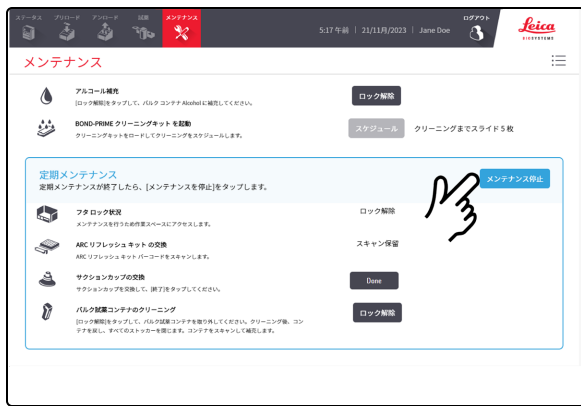 ステータス プリロード アンロード 試薬 メンテナンス
5:17 午前 | 21/11月/2023 | Jane Doe
ログアウト
Leica
BIOSYSTEMS
メンテナンス
アルコール補充
[ロック解除]をタップして、バルク コンテナ Alcohol に補充してください。
ロック解除
BOND-PRIME クリーニングキット を起動
クリーニングキットをロードしてクリーニングをスケジュールします。
スケジュール
クリーニングまでスライド 5 枚
定期メンテナンス
定期メンテナンスが終了したら、[メンテナンスを停止]をタップします。
メンテナンス停止
フタ ロック状況
メンテナンスを行うため作業スペースにアクセスします。
ロック解除
ARC リフレッシュ キット の交換
ARC リフレッシュ キット バーコードをスキャンします。
スキャン保留
サクションカップの交換
サクションカップを交換して、[終了]をタップしてください。
Done
バルク試薬コンテナのクリーニング
[ロック解除]をタップして、バルク試薬コンテナを取り外してください。クリーニング後、コン
テナを戻し、すべてのストッカーを閉じます。コンテナをスキャンして補充します。
ロック解除